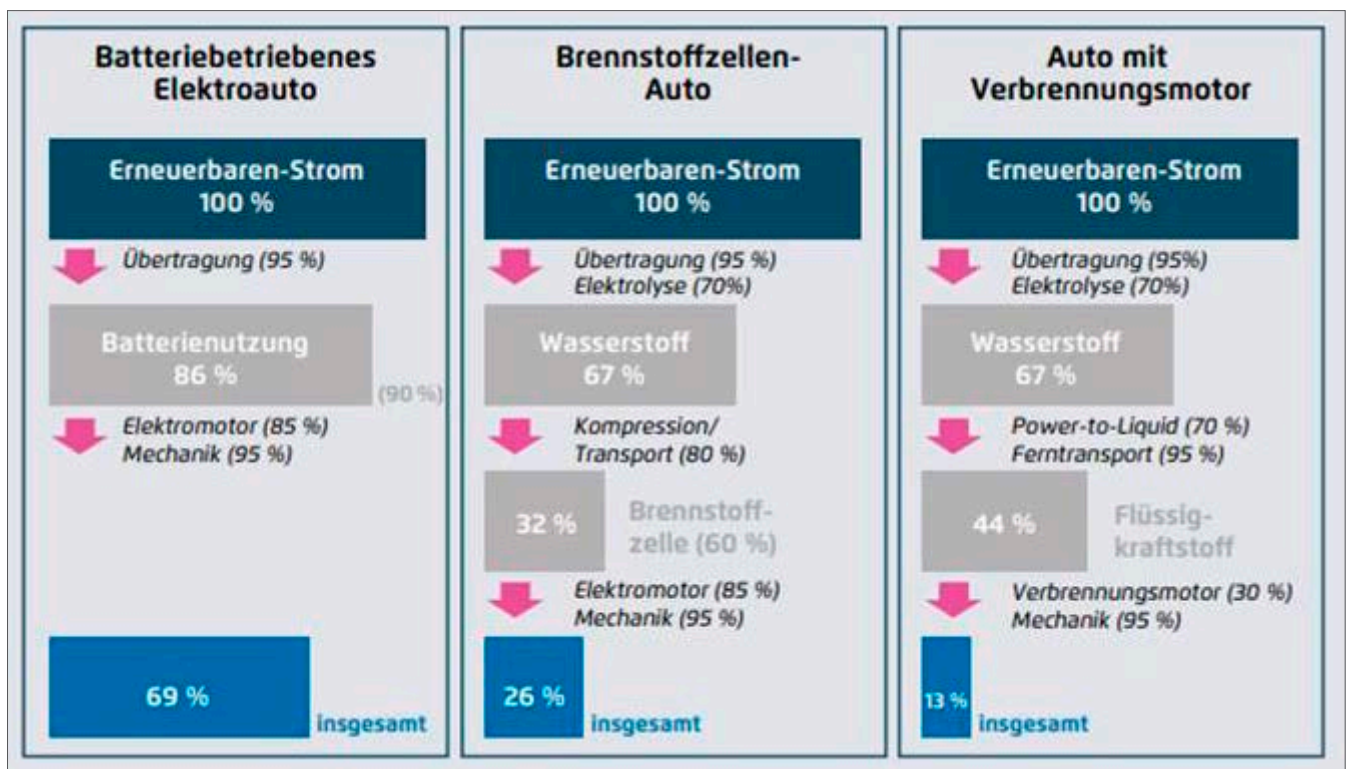 Batteriebetriebenes
Elektroauto
Erneuerbaren-Strom
100 %
Übertragung (95 %)
Batterienutzung
86 %
(90 %)
Elektromotor (85 %)
Mechanik (95 %)
69 %
insgesamt
Brennstoffzellen-
Auto
Erneuerbaren-Strom
100 %
Übertragung (95 %)
Elektrolyse (70%)
Wasserstoff
67 %
Kompression/
Transport (80 %)
32 %
Brennstoff-
zelle (60 %)
Elektromotor (85 %)
Mechanik (95 %)
26 %
insgesamt
Auto mit
Verbrennungsmotor
Erneuerbaren-Strom
100 %
Übertragung (95%)
Elektrolyse (70%)
Wasserstoff
67 %
Power-to-Liquid (70 %)
Ferntransport (95 %)
44 %
Flüssig-
kraftstoff
Verbrennungsmotor (30 %)
Mechanik (95 %)
13 %
insgesamt